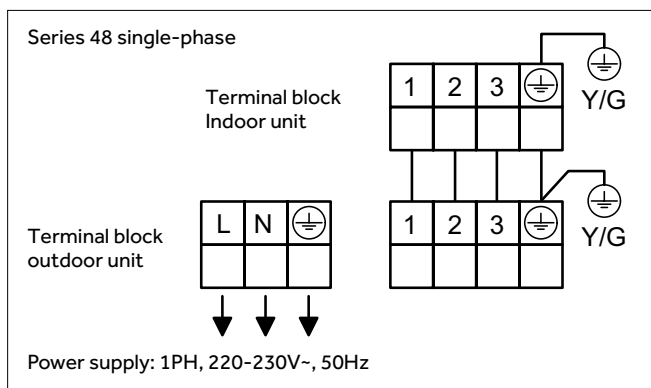 Series 48 single-phase
Terminal block
Indoor unit
1 2 3
Y/G
Terminal block
outdoor unit
L N
1 2 3
Y/G
Power supply: 1PH, 220-230V~, 50Hz